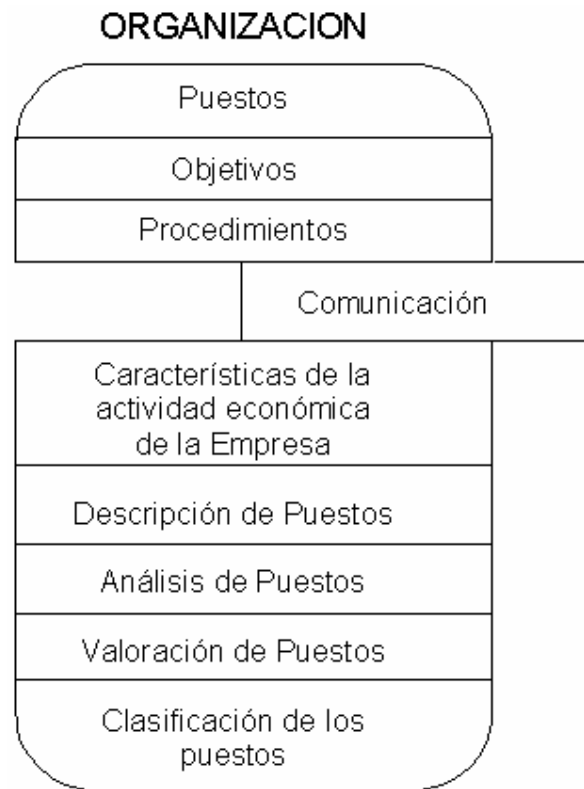 ORGANIZACION
Puestos
Objetivos
Procedimientos
Comunicación
Características de la
actividad económica
de la Empresa
Descripción de Puestos
Análisis de Puestos
Valoración de Puestos
Clasificación de los
puestos